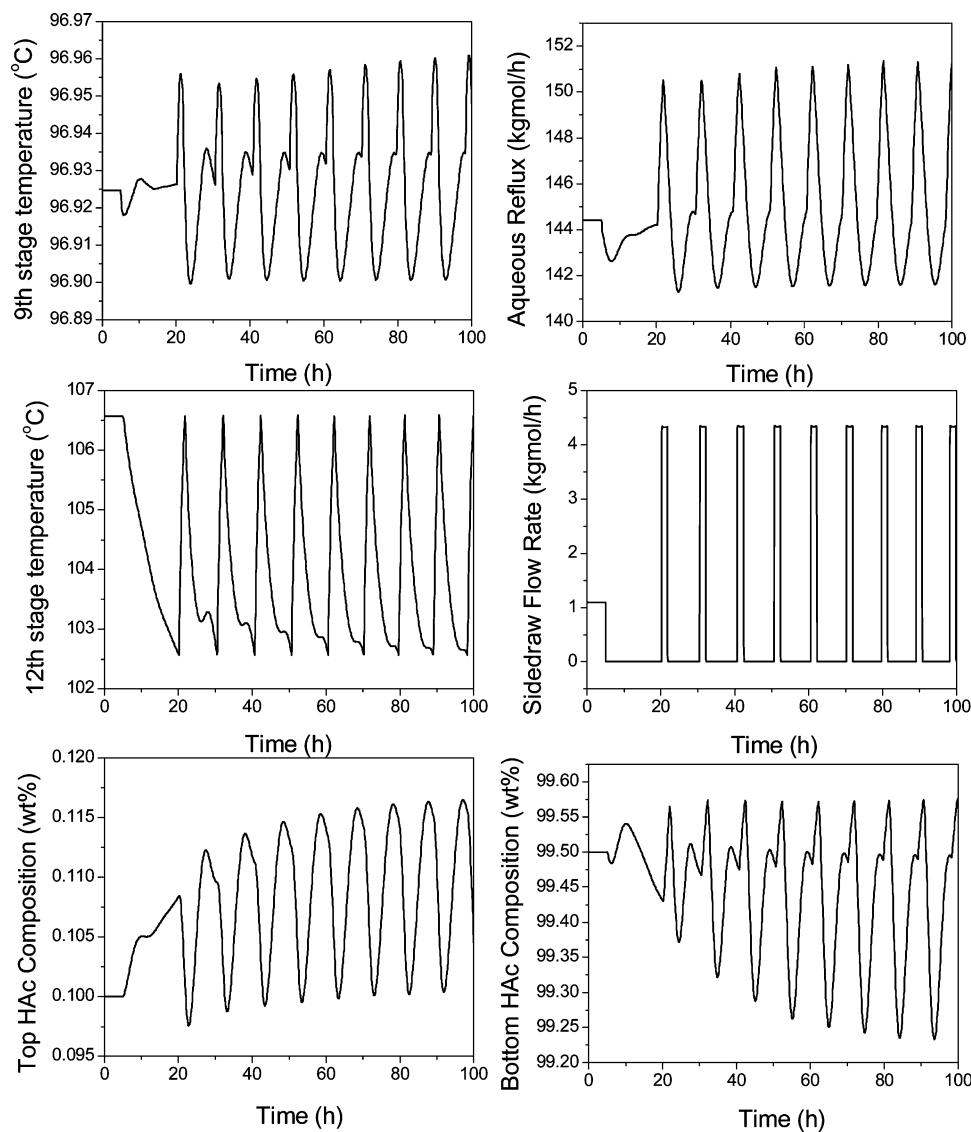 9th stage temperature (°C)
96.97
96.96
96.95
96.94
96.93
96.92
96.91
96.90
96.89
0 20 40 60 80 100
Time (h)
Aqueous Reflux (kgmol/h)
152
150
148
146
144
142
140
0 20 40 60 80 100
Time (h)
12th stage temperature (°C)
107
106
105
104
103
102
0 20 40 60 80 100
Time (h)
Sidedraw Flow Rate (kgmol/h)
5
4
3
2
1
0
0 20 40 60 80 100
Time (h)
Top HAc Composition (wt%)
0.120
0.115
0.110
0.105
0.100
0.095
0 20 40 60 80 100
Time (h)
Bottom HAc Composition (wt%)
99.60
99.55
99.50
99.45
99.40
99.35
99.30
99.25
99.20
0 20 40 60 80 100
Time (h)